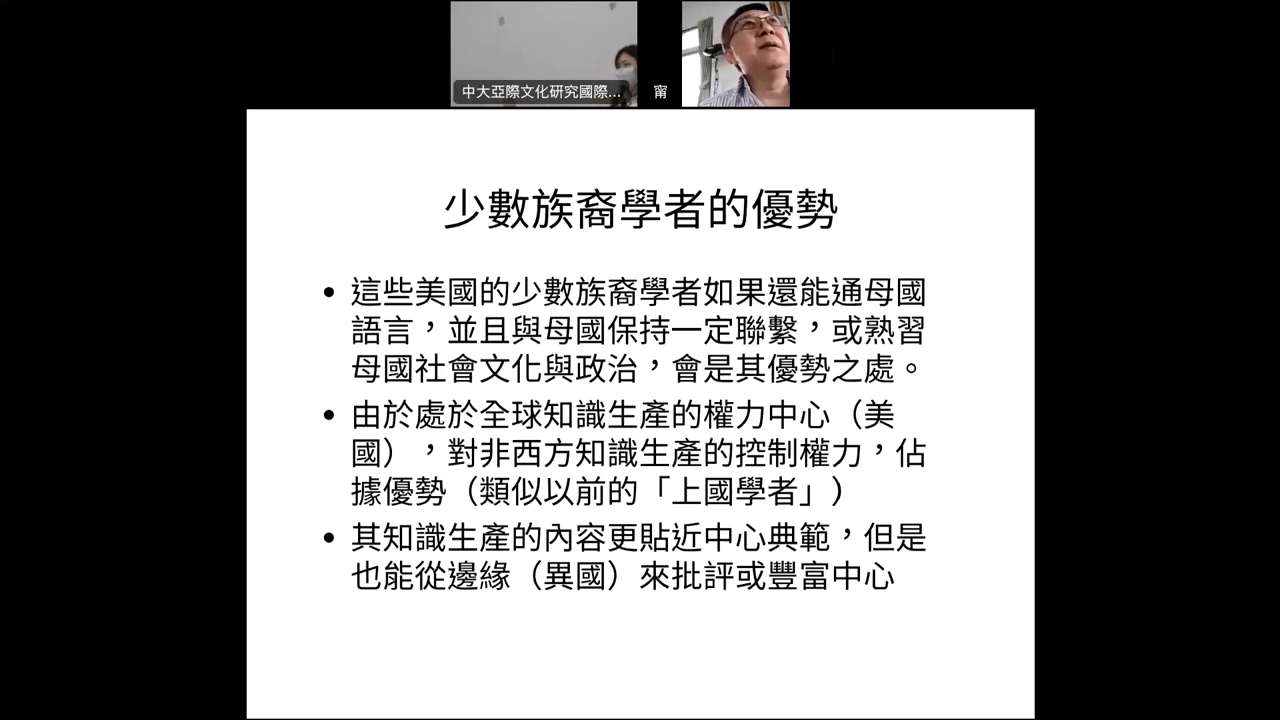 中大亞際文化研究國際...
甯
少數族裔學者的優勢
• 這些美國的少數族裔學者如果還能通母國
語言，並且與母國保持一定聯繫，或熟習
母國社會文化與政治，會是其優勢之處。
• 由於處於全球知識生產的權力中心（美
國），對非西方知識生產的控制權力，佔
據優勢（類似以前的「上國學者」）
• 其知識生產的內容更貼近中心典範，但是
也能從邊緣（異國）來批評或豐富中心